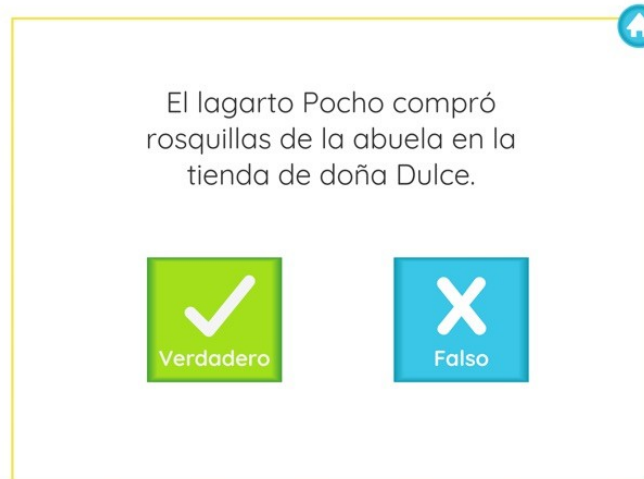 El lagarto Pocho compró
rosquillas de la abuela en la
tienda de doña Dulce.
Verdadero
Falso